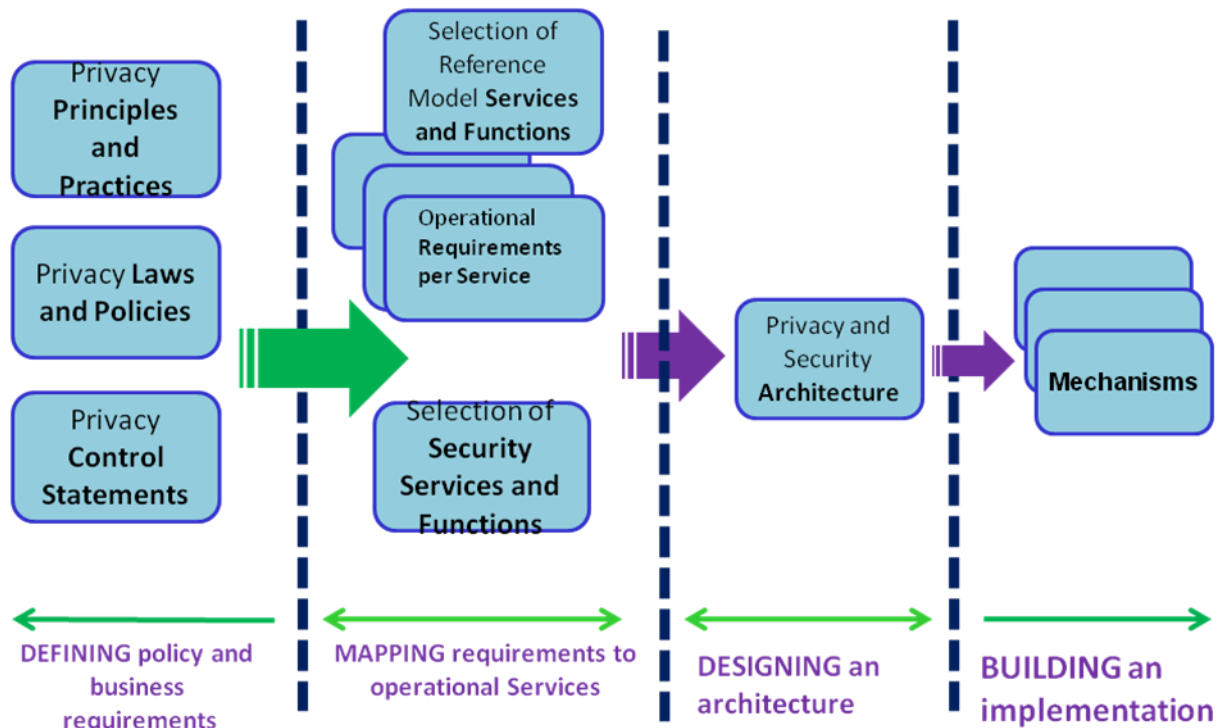 Privacy
Principles
and
Practices
Privacy Laws
and Policies
Privacy
Control
Statements
DEFINING policy and
business
requirements
Selection of
Reference
Model Services
and Functions
Operational
Requirements
per Service
Selection of
Security
Services and
Functions
MAPPING requirements to
operational Services
Privacy and
Security
Architecture
DESIGNING an
architecture
Mechanisms
BUILDING an
implementation